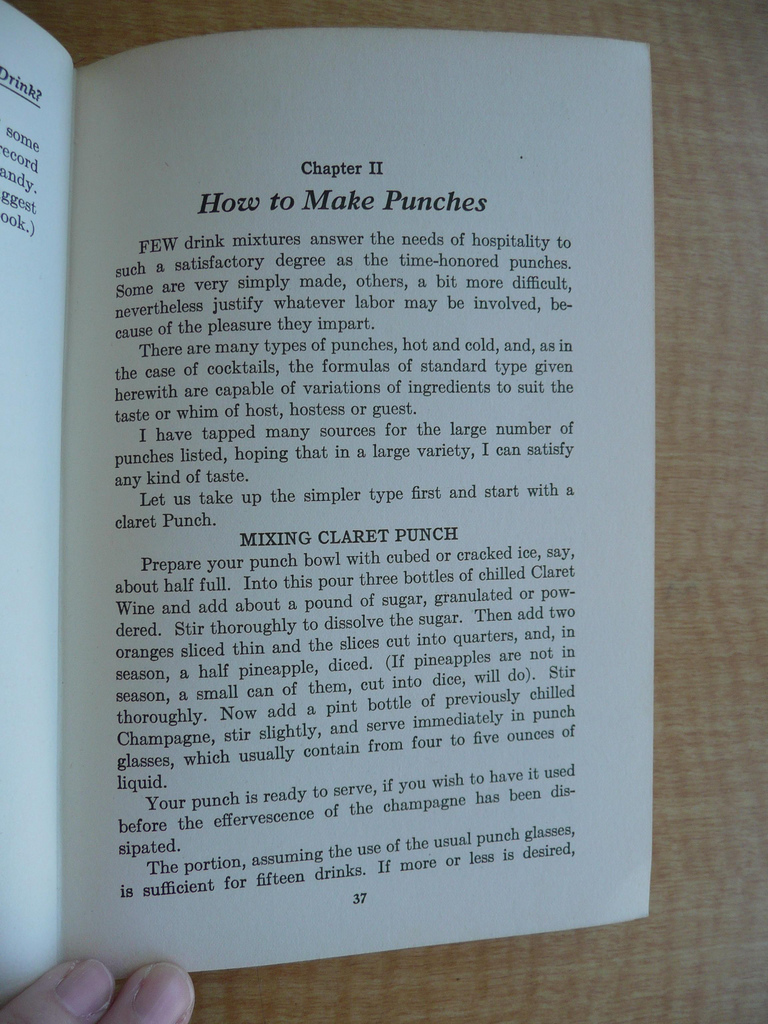 Drink?
some
record
andy.
ggest
ook.)
Chapter II
How to Make Punches
FEW drink mixtures answer the needs of hospitality to
such a satisfactory degree as the time-honored punches.
Some are very simply made, others, a bit more difficult,
nevertheless justify whatever labor may be involved, be-
cause of the pleasure they impart.
There are many types of punches, hot and cold, and, as in
the case of cocktails, the formulas of standard type given
herewith are capable of variations of ingredients to suit the
taste or whim of host, hostess or guest.
I have tapped many sources for the large number of
punches listed, hoping that in a large variety, I can satisfy
any kind of taste.
Let us take up the simpler type first and start with a
claret Punch.
MIXING CLARET PUNCH
Prepare your punch bowl with cubed or cracked ice, say,
about half full. Into this pour three bottles of chilled Claret
Wine and add about a pound of sugar, granulated or pow-
dered. Stir thoroughly to dissolve the sugar. Then add two
oranges sliced thin and the slices cut into quarters, and, in
season, a half pineapple, diced. (If pineapples are not in
season, a small can of them, cut into dice, will do). Stir
thoroughly. Now add a pint bottle of previously chilled
Champagne, stir slightly, and serve immediately in punch
glasses, which usually contain from four to five ounces of
liquid.
Your punch is ready to serve, if you wish to have it used
before the effervescence of the champagne has been dis-
sipated.
The portion, assuming the use of the usual punch glasses,
is sufficient for fifteen drinks. If more or less is desired,
37